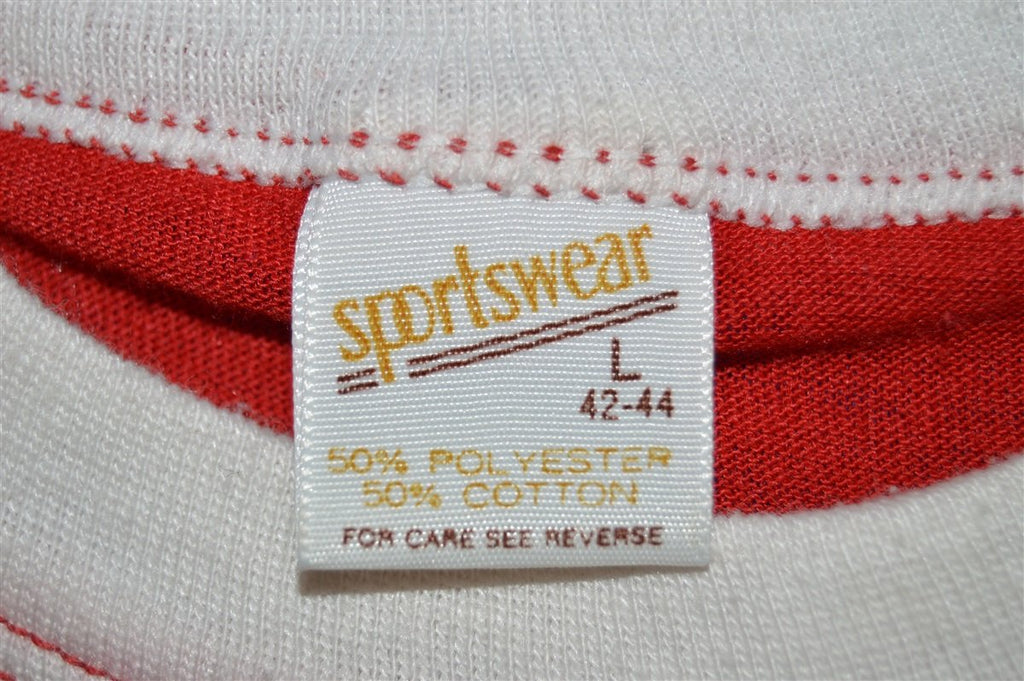 sportswear
L
42-44
50% POLYESTER
50% COTTON
FOR CARE SEE REVERSE